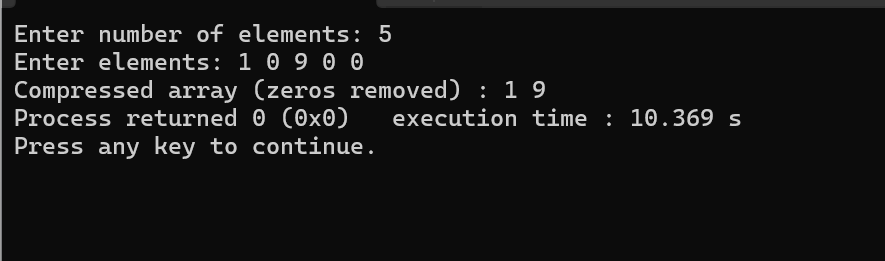 Enter number of elements: 5
Enter elements: 1 0 9 0 0
Compressed array (zeros removed) : 1 9
Process returned 0 (0x0)   execution time : 10.369 s
Press any key to continue.